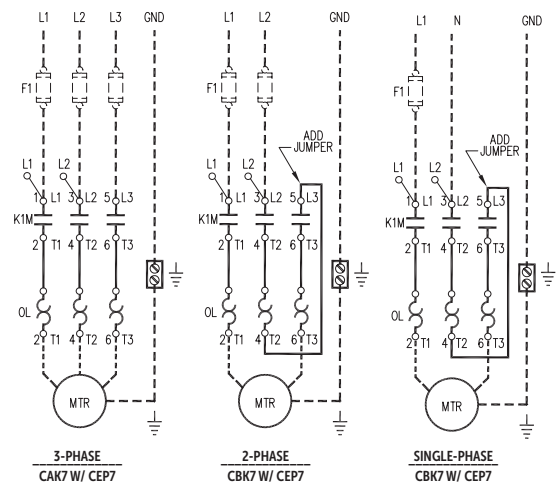 L1 L2 L3 GND
F1
L1 L2
1 L1 3 L2 5 L3
K1M
2 T1 4 T2 6 T3
OL
2 T1 4 T2 6 T3
MTR
3-PHASE
CAK7 W/ CEP7
L1 L2 GND
F1
ADD
JUMPER
L1 L2
1 L1 3 L2 5 L3
K1M
2 T1 4 T2 6 T3
OL
2 T1 4 T2 6 T3
MTR
2-PHASE
CBK7 W/ CEP7
L1 N GND
F1
ADD
JUMPER
L1 L2
1 L1 3 L2 5 L3
K1M
2 T1 4 T2 6 T3
OL
2 T1 4 T2 6 T3
MTR
SINGLE-PHASE
CBK7 W/ CEP7